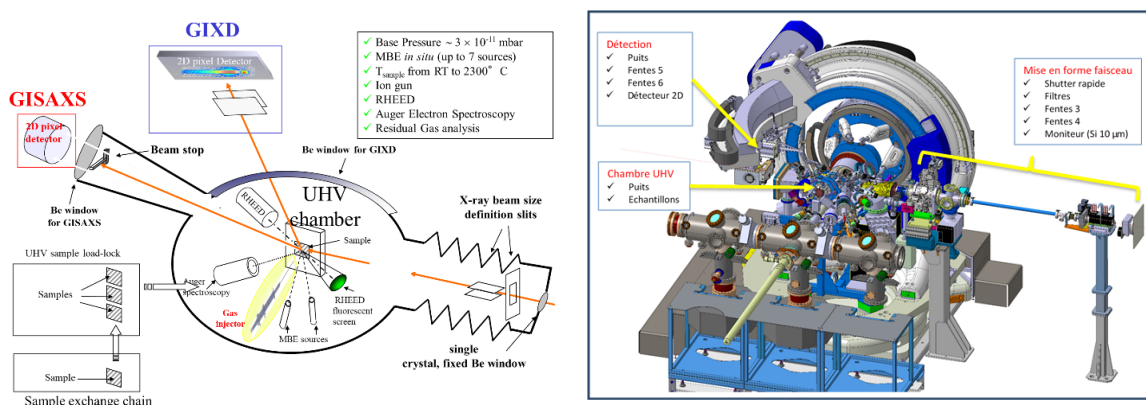 GIXD
2D pixel Detector
✓ Base Pressure ~ 3 × 10⁻¹¹ mbar
✓ MBE in situ (up to 7 sources)
✓ Tsample from RT to 2300° C
✓ Ion gun
✓ RHEED
✓ Auger Electron Spectroscopy
✓ Residual Gas analysis
GISAXS
2D pixel
detector
Beam stop
Be window for GIXD
Be window
for GISAXS
RHEED
UHV
chamber
X-ray beam size
definition slits
Sample
UHV sample load-lock
Samples
Auger
spectroscopy
Gas
injector
RHEED
fluorescent
screen
MBE sources
single
crystal, fixed Be window
Sample
Sample exchange chain
Détection
✓ Puits
✓ Fentes 5
✓ Fentes 6
✓ Détecteur 2D
Mise en forme faisceau
✓ Shutter rapide
✓ Filtres
✓ Fentes 3
✓ Fentes 4
✓ Moniteur (Si 10 µm)
Chambre UHV
✓ Puits
✓ Echantillons